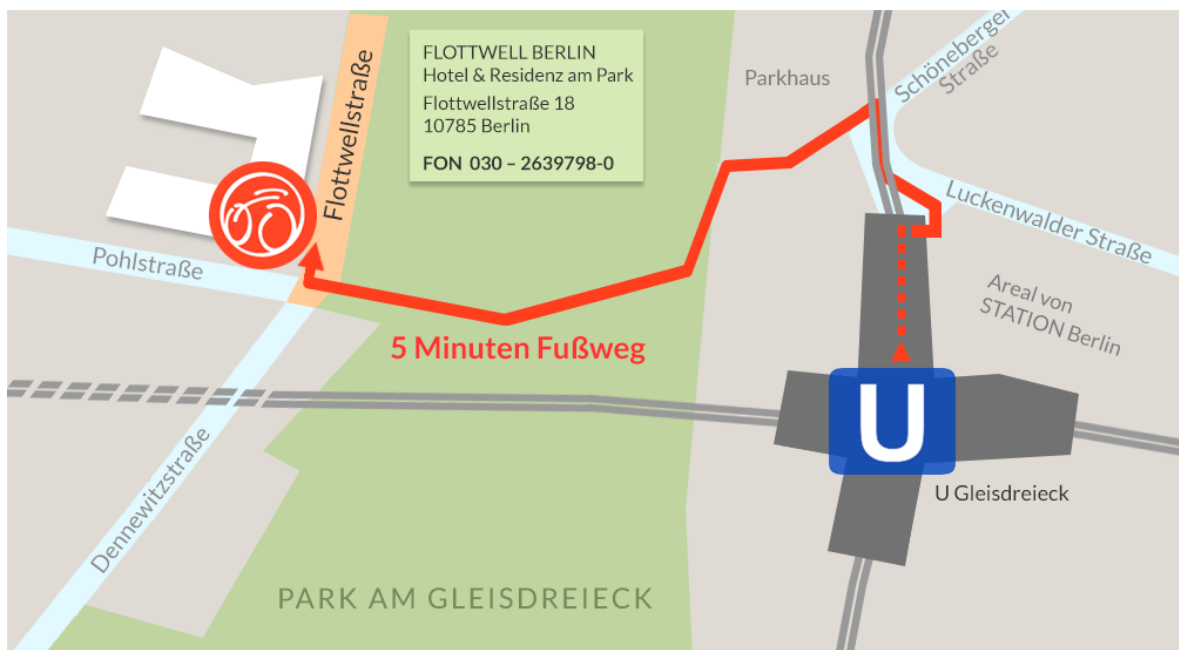 FLOTTWELL BERLIN
Hotel & Residenz am Park
Flottwellstraße 18
10785 Berlin
FON 030 – 2639798-0
Flottwellstraße
Parkhaus
Schöneberger
Straße
Luckenwalder Straße
Pohlstraße
Areal von
STATION Berlin
5 Minuten Fußweg
U
U Gleisdreieck
Dennewitzstraße
PARK AM GLEISDREIECK